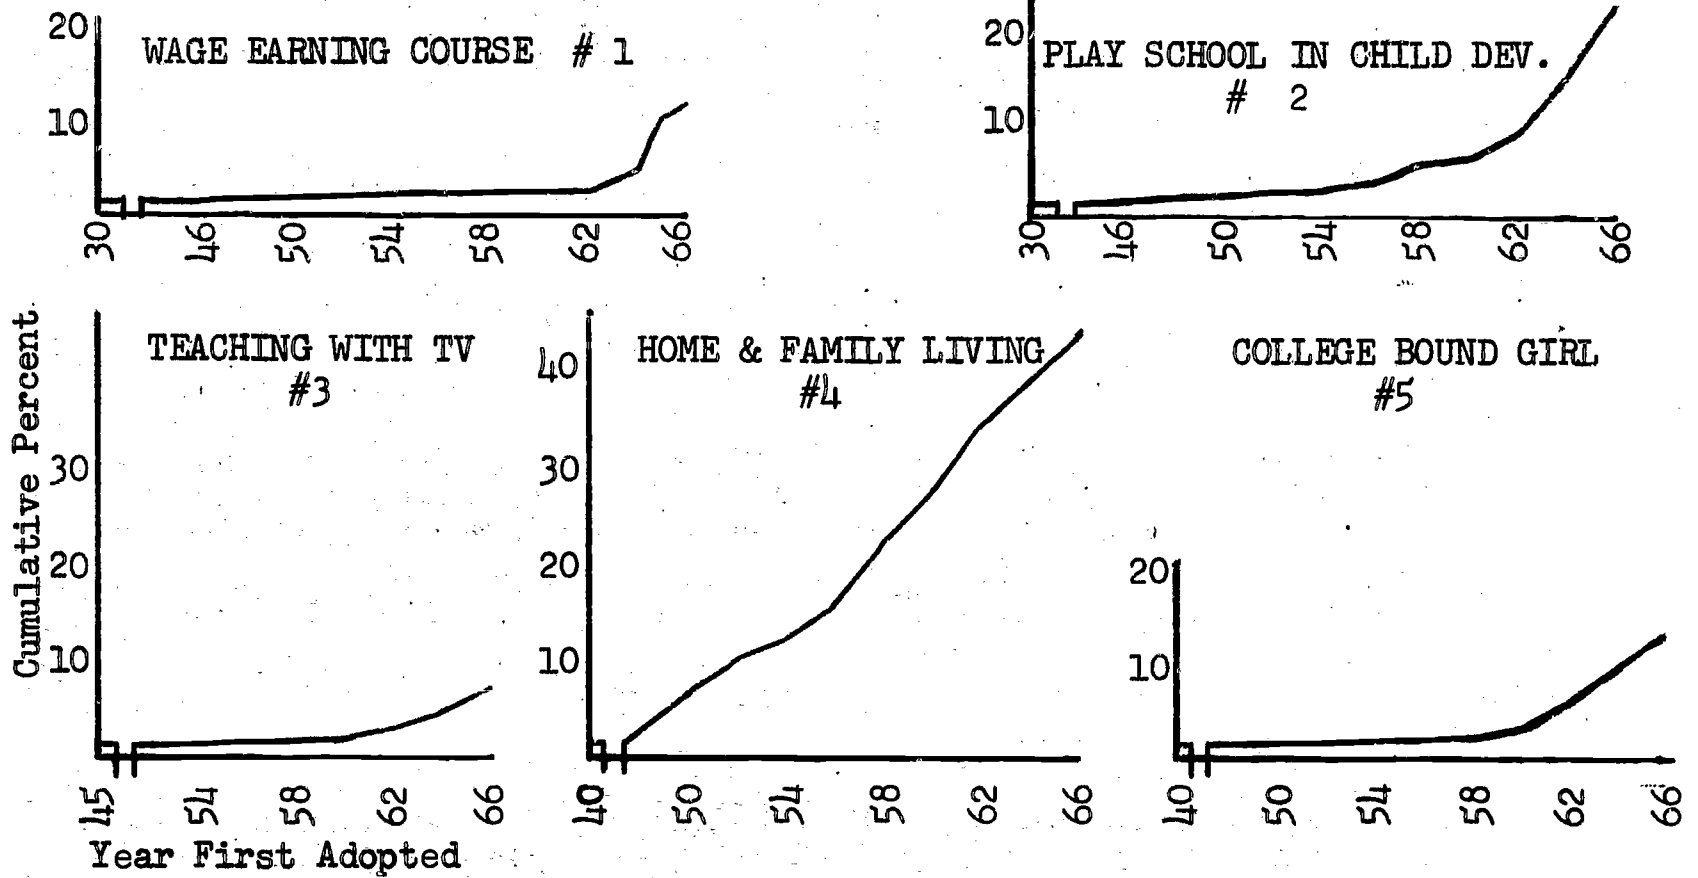 20
WAGE EARNING COURSE # 1
10
30 46 50 54 58 62 66
20
PLAY SCHOOL IN CHILD DEV.
# 2
10
30 46 50 54 58 62 66
Cumulative Percent
TEACHING WITH TV
#3
30
20
10
45 54 58 62 66
Year First Adopted
40
HOME & FAMILY LIVING
#4
30
20
10
40 50 54 58 62 66
COLLEGE BOUND GIRL
#5
20
10
40 50 54 58 62 66